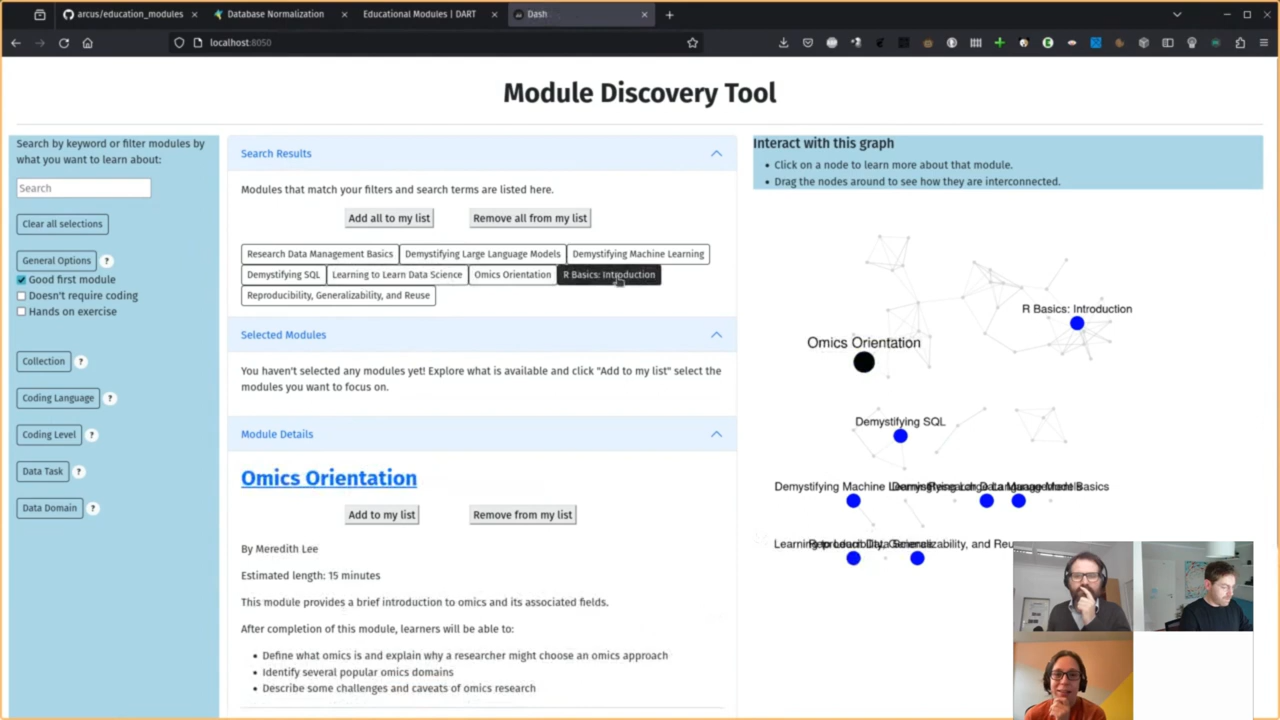 arcus/education_modules
Database Normalization
Educational Modules | DART
Dash
localhost:8050
Module Discovery Tool
Search by keyword or filter modules by
what you want to learn about:
Search
Clear all selections
General Options ?
Good first module
Doesn't require coding
Hands on exercise
Collection ?
Coding Language ?
Coding Level ?
Data Task ?
Data Domain ?
Search Results
Modules that match your filters and search terms are listed here.
Add all to my list Remove all from my list
Research Data Management Basics Demystifying Large Language Models Demystifying Machine Learning
Demystifying SQL Learning to Learn Data Science Omics Orientation R Basics: Introduction
Reproducibility, Generalizability, and Reuse
Selected Modules
You haven't selected any modules yet! Explore what is available and click "Add to my list" select the
modules you want to focus on.
Module Details
Omics Orientation
Add to my list Remove from my list
By Meredith Lee
Estimated length: 15 minutes
This module provides a brief introduction to omics and its associated fields.
After completion of this module, learners will be able to:
Define what omics is and explain why a researcher might choose an omics approach
Identify several popular omics domains
Describe some challenges and caveats of omics research
Interact with this graph
Click on a node to learn more about that module.
Drag the nodes around to see how they are interconnected.
R Basics: Introduction
Omics Orientation
Demystifying SQL
Demystifying Machine Basics
Learning